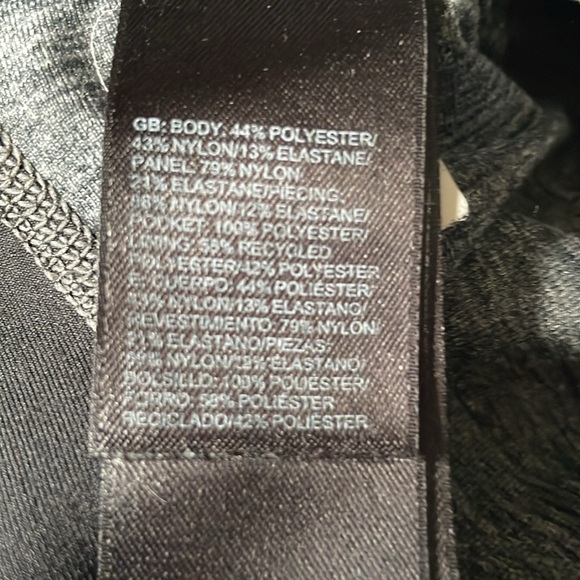 GB: BODY: 44% POLYESTER/
43% NYLON/13% ELASTANE/
PANEL: 79% NYLON
21% ELASTANE/PIECING:
88% NYLON/12% ELASTANE/
POCKET: 100% POLYESTER/
LINING: 58% RECYCLED
POLYESTER/42% POLYESTER
E: CUERPO: 44% POLIÉSTER
43% NYLON/13% ELASTANO/
REVESTIMIENTO: 79% NYLON
21% ELASTANO/PIEZAS:
88% NYLON/12% ELASTANO/
BOLSILLO: 100% POLIÉSTER/
FORRO: 58% POLIÉSTER
RECICLADO/42% POLIÉSTER